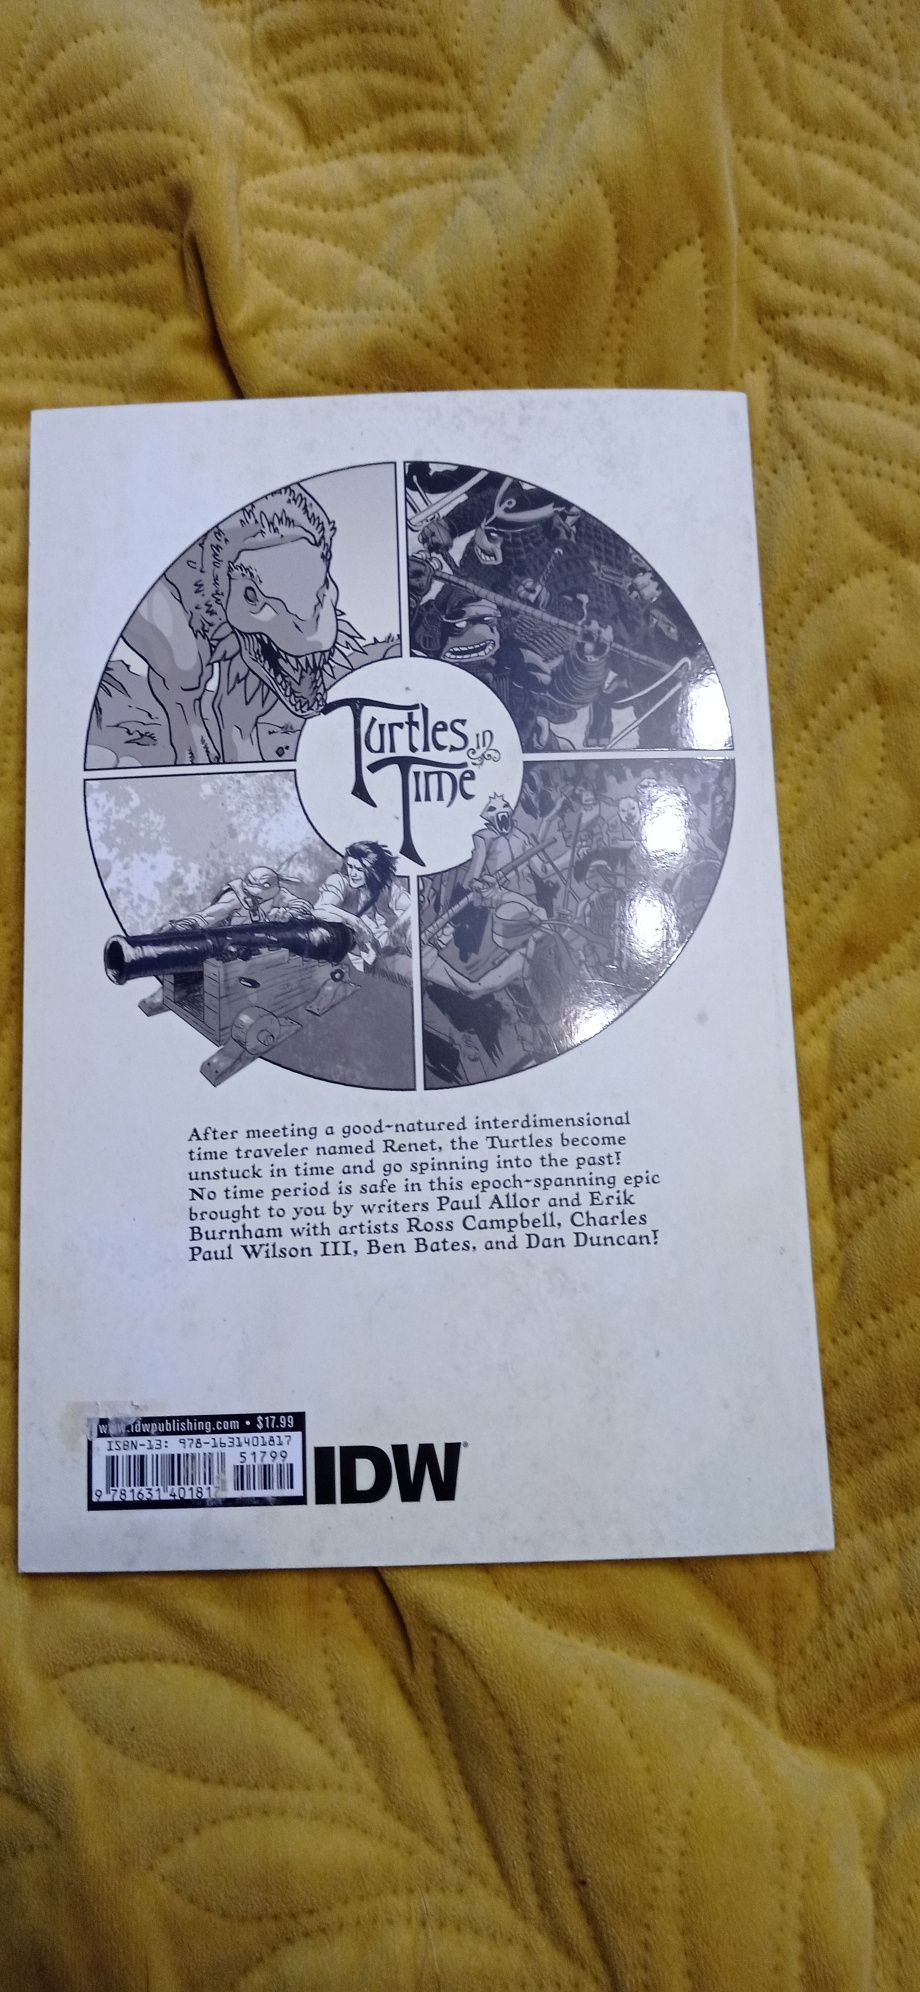 Turtles in
Time
After meeting a good-natured interdimensional
time traveler named Renet, the Turtles become
unstuck in time and go spinning into the past!
No time period is safe in this epoch-spanning epic
brought to you by writers Paul Allor and Erik
Burnham with artists Ross Campbell, Charles
Paul Wilson III, Ben Bates, and Dan Duncan!
www.idwpublishing.com • $17.99
ISBN-13: 978-1631401817
51799
9 781631 401817
IDW®